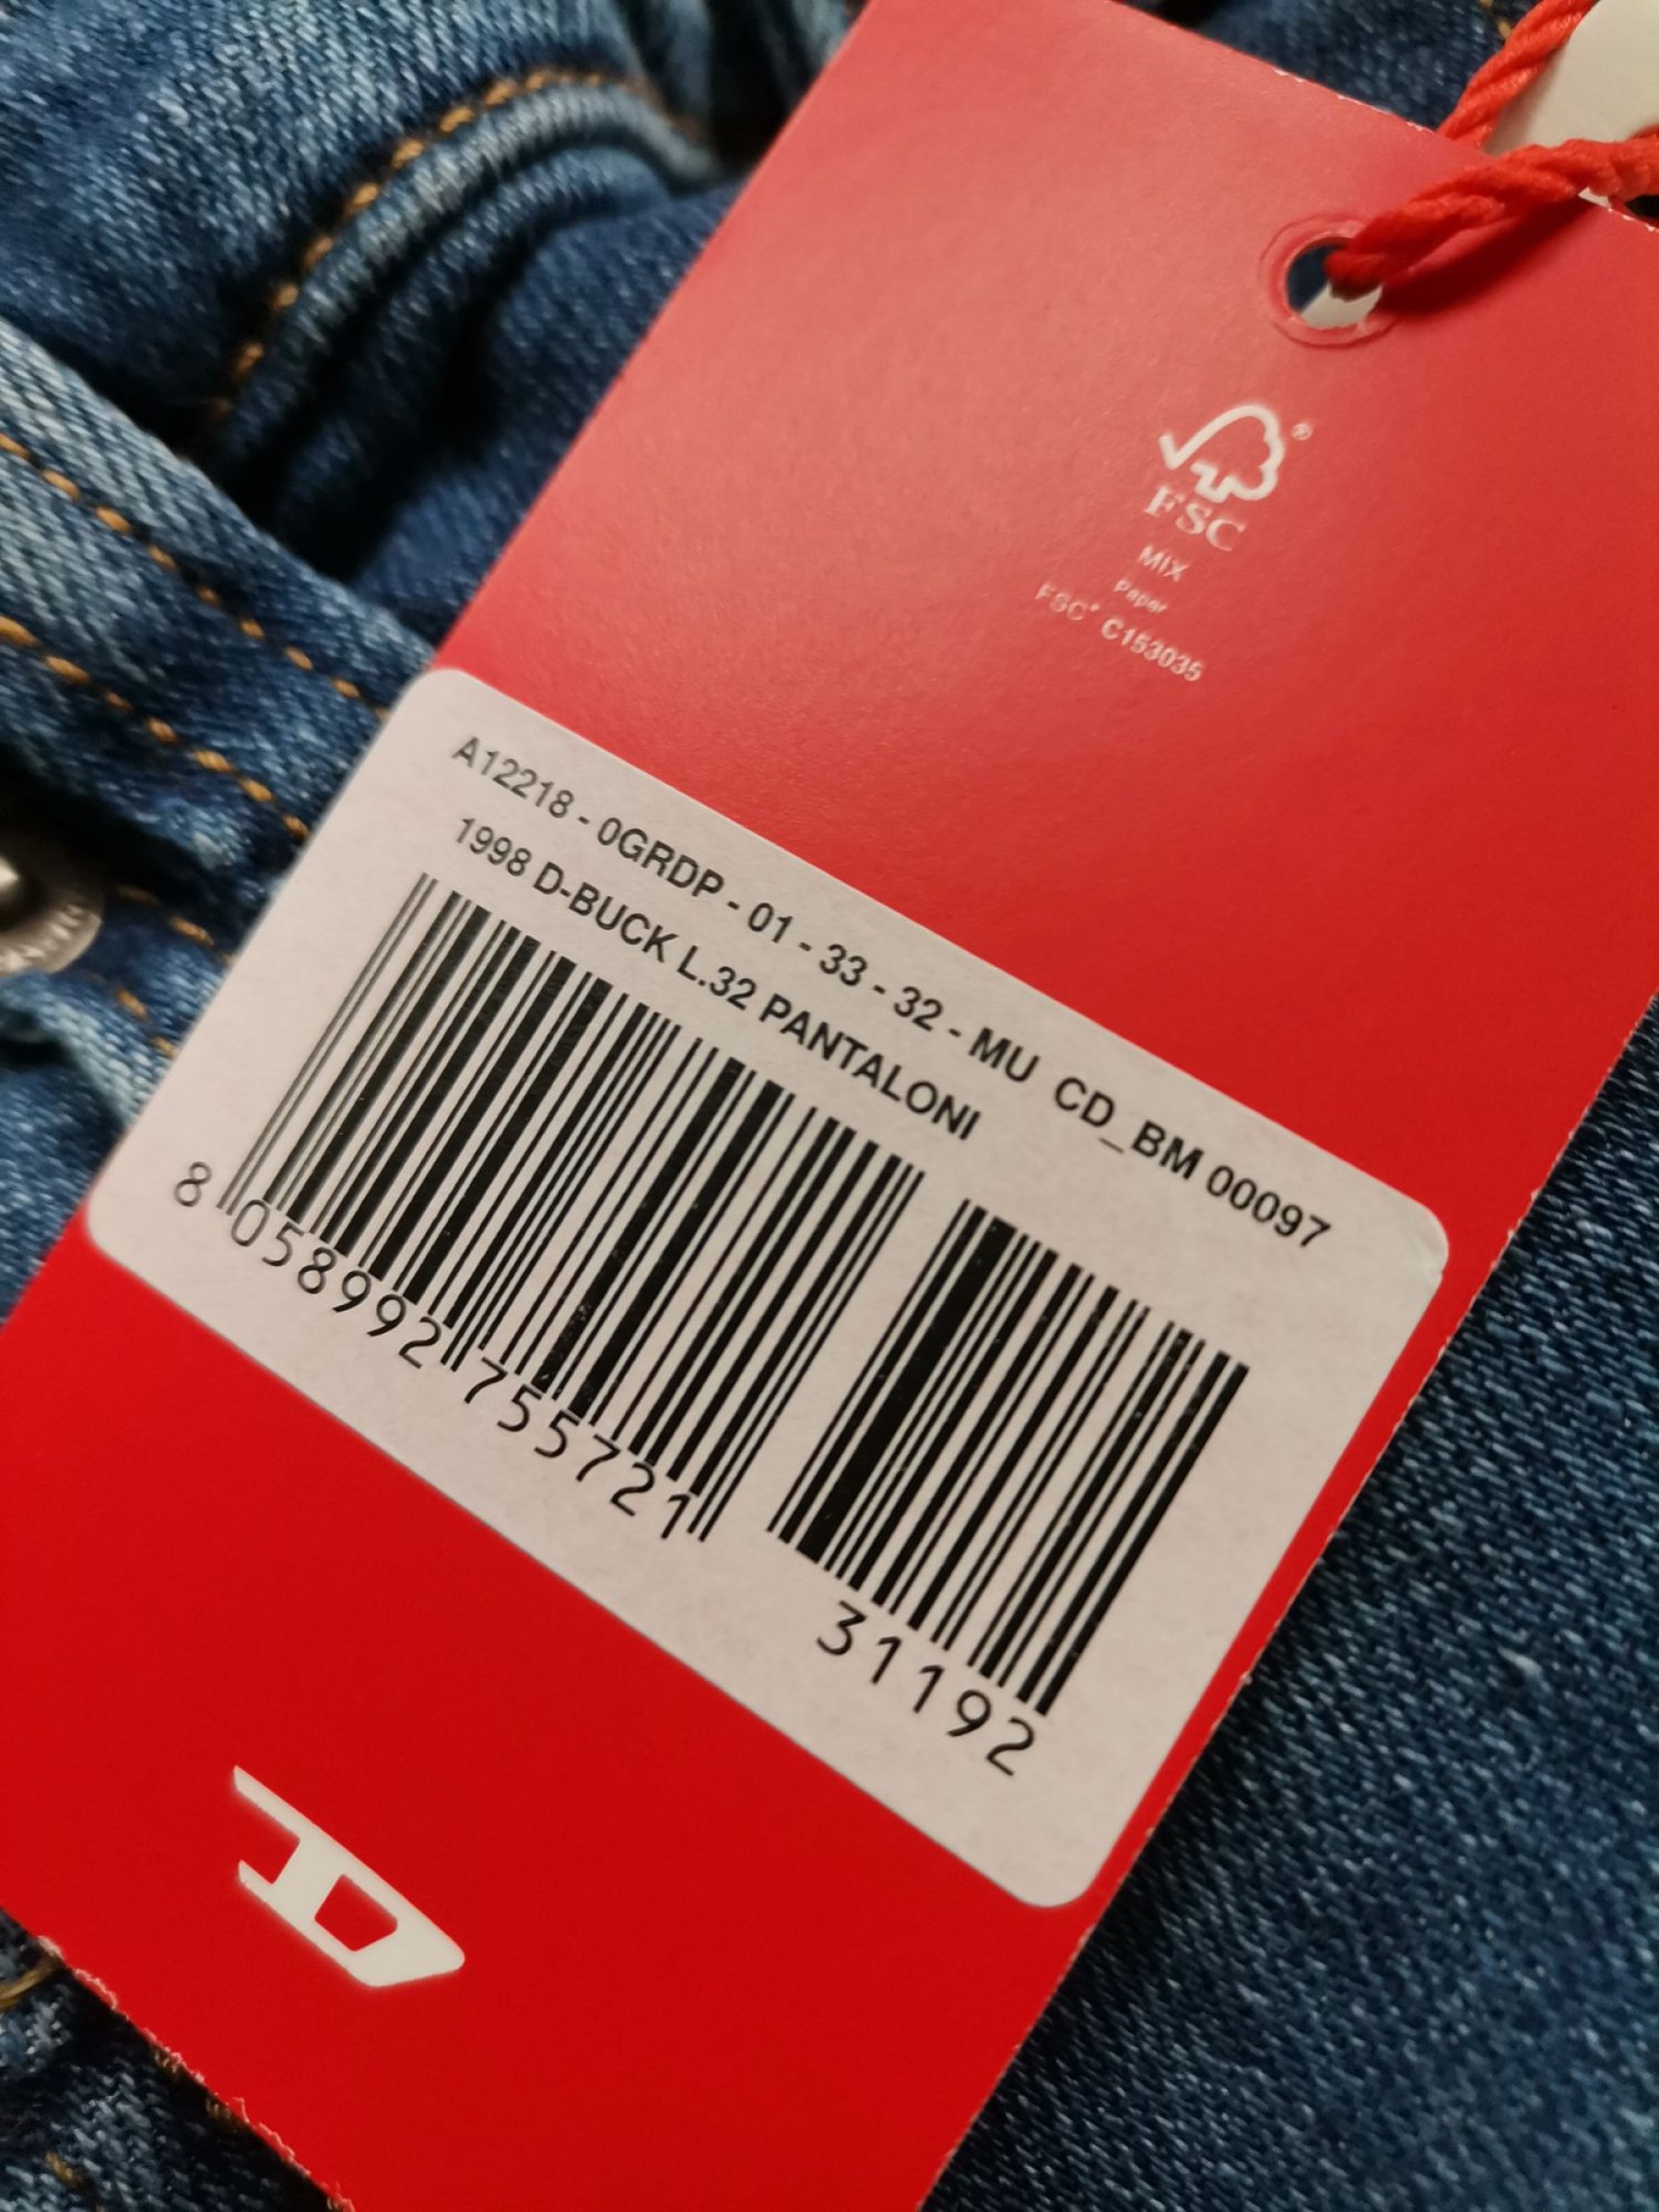 FSC®
MIX
Paper
FSC® C153035
A12218 - 0GRDP - 01 - 33 - 32 - MU CD_BM 00097
1998 D-BUCK L.32 PANTALONI
8 058992 755721
31192
D